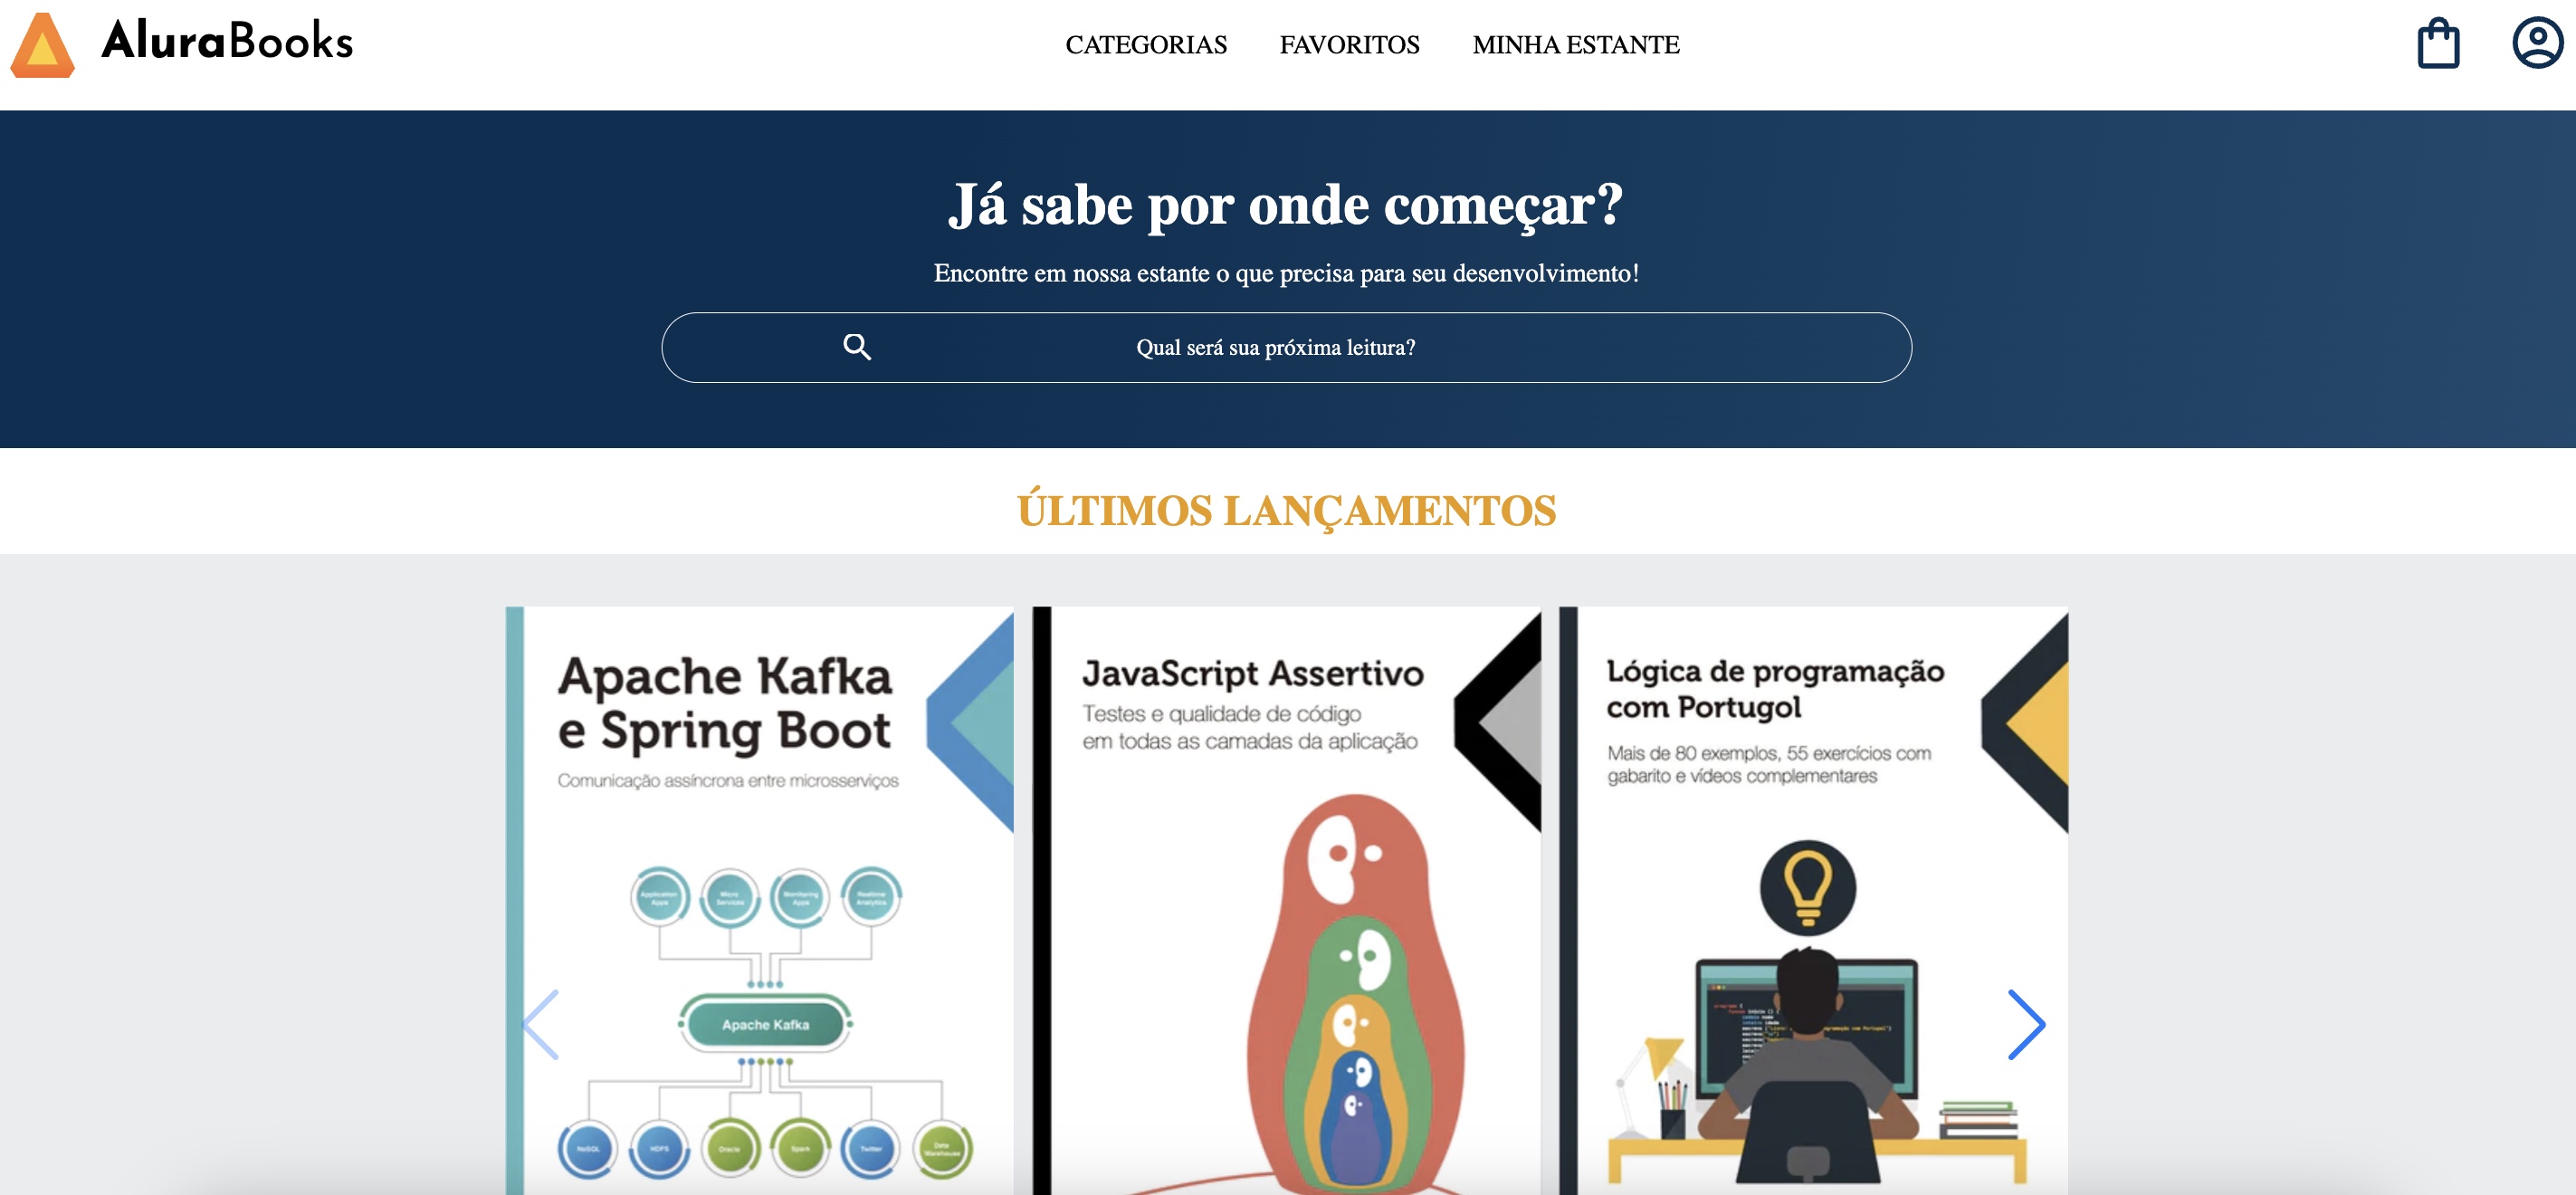 AluraBooks
CATEGORIAS
FAVORITOS
MINHA ESTANTE
Já sabe por onde começar?
Encontre em nossa estante o que precisa para seu desenvolvimento!
Qual será sua próxima leitura?
ÚLTIMOS LANÇAMENTOS
Apache Kafka
e Spring Boot
Comunicação assíncrona entre microsserviços
Application
Apps
Micro
Services
Monitoring
Apps
Realtime
Analytics
Apache Kafka
NoSQL
HDFS
Oracle
Spark
Twitter
Data
Warehouse
JavaScript Assertivo
Testes e qualidade de código
em todas as camadas da aplicação
Lógica de programação
com Portugol
Mais de 80 exemplos, 55 exercícios com
gabarito e vídeos complementares